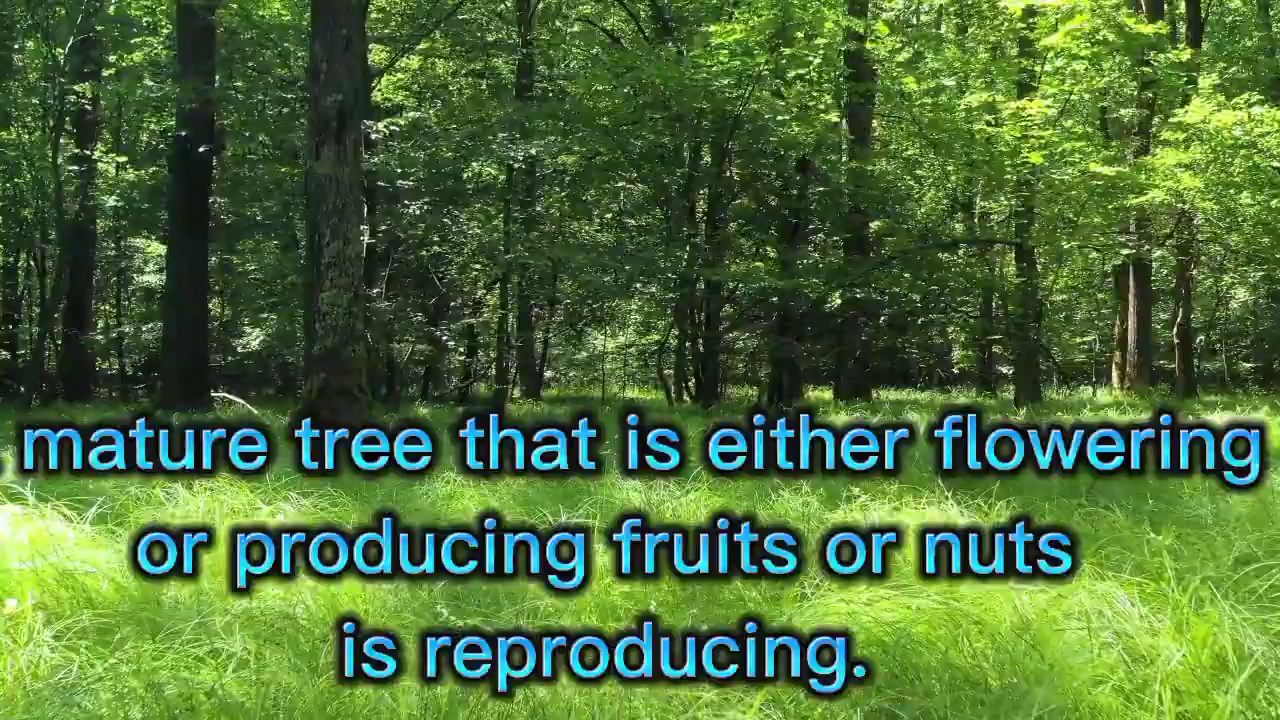 mature tree that is either flowering
or producing fruits or nuts
is reproducing.